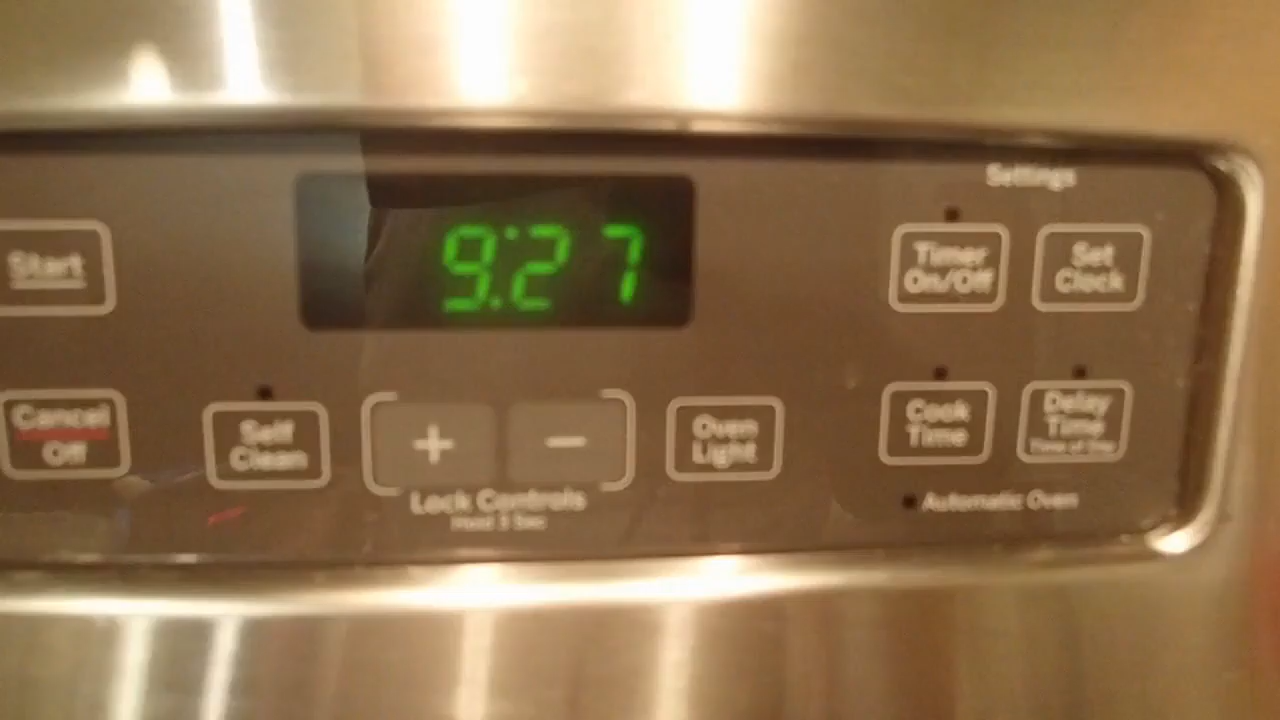 Settings
9:27
Start
Timer
On/Off
Set
Clock
Cancel
Off
Self
Clean
+
−
Oven
Light
Cook
Time
Delay
Time
Time of Day
Lock Controls
Hold 3 Sec
Automatic Oven